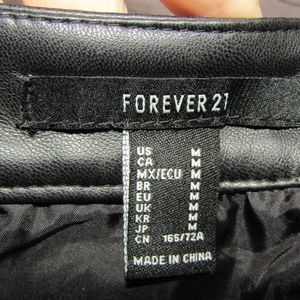 FOREVER 21
US M
CA M
MX/ECU M
BR M
EU M
UK M
KR M
JP M
CN 165/72A
MADE IN CHINA